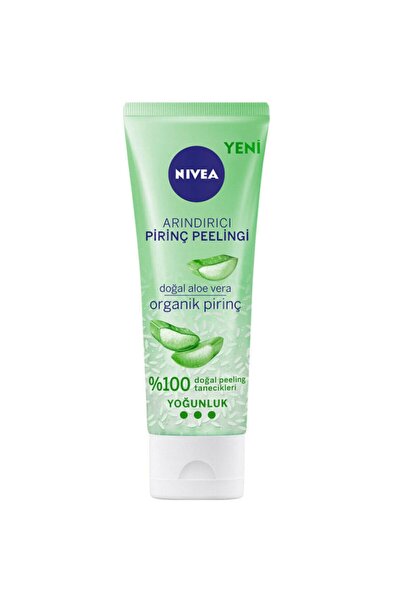 YENİ
NIVEA
ARINDIRICI
PİRİNÇ PEELİNGİ
doğal aloe vera
organik pirinç
%100 doğal peeling
tanecikleri
YOĞUNLUK